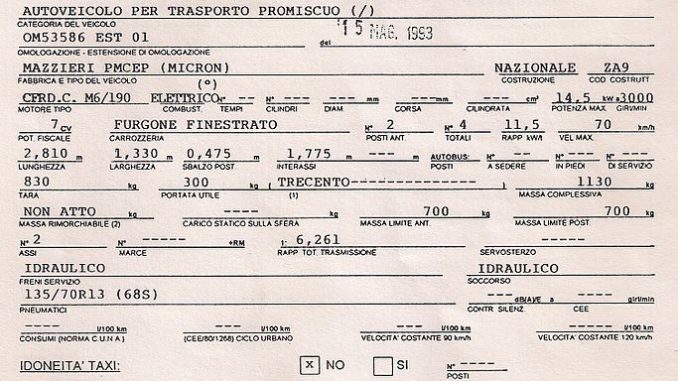 AUTOVEICOLO PER TRASPORTO PROMISCUO (/)
CATEGORIA DEL VEICOLO
OM53586 EST 01 del 15 MAG. 1993
OMOLOGAZIONE - ESTENSIONE DI OMOLOGAZIONE
MAZZIERI PMCEP (MICRON) NAZIONALE ZA9
FABBRICA E TIPO DEL VEICOLO (°) COSTRUZIONE COD COSTRUTT
CFRD.C. M6/190 ELETTRICO N° -- N° --- ---- mm ---- mm ---- cm³ 14,5 kW a 3000
MOTORE TIPO COMBUST. TEMPI CILINDRI DIAM CORSA CILINDRATA POTENZA MAX GIRI/MIN
7 CV FURGONE FINESTRATO N° 2 N° 4 11,5 70 km/h
POT. FISCALE CARROZZERIA POSTI ANT. TOTALI RAPP kW/t VEL MAX
2,810 m 1,330 m 0,475 m 1,775 m --- m AUTOBUS: N° -- N° -- N° --
LUNGHEZZA LARGHEZZA SBALZO POST INTERASSI POSTI A SEDERE IN PIEDI DI SERVIZIO
830 kg 300 kg ( TRECENTO--------------- ) 1130 kg
TARA PORTATA UTILE (1) MASSA COMPLESSIVA
NON ATTO kg ---- kg 700 kg 700 kg
MASSA RIMORCHIABILE (2) CARICO STATICO SULLA SFERA MASSA LIMITE ANT. MASSA LIMITE POST.
N° 2 N° ---- +RM 1: 6,261 -----
ASSI MARCE RAPP TOT. TRASMISSIONE SERVOSTERZO
IDRAULICO IDRAULICO
FRENI SERVIZIO SOCCORSO
135/70R13 (68S) --- dB(A)/E a ---- giri/min
PNEUMATICI CONTR SILENZ CEE
---- l/100 km ---- l/100 km ---- l/100 km ---- l/100 km
CONSUMI (NORMA C.U.N.A.) (CEE/80/1268) CICLO URBANO VELOCITA' COSTANTE 90 km/h VELOCITA' COSTANTE 120 km/h
IDONEITA' TAXI: X NO SI N° ----
POSTI